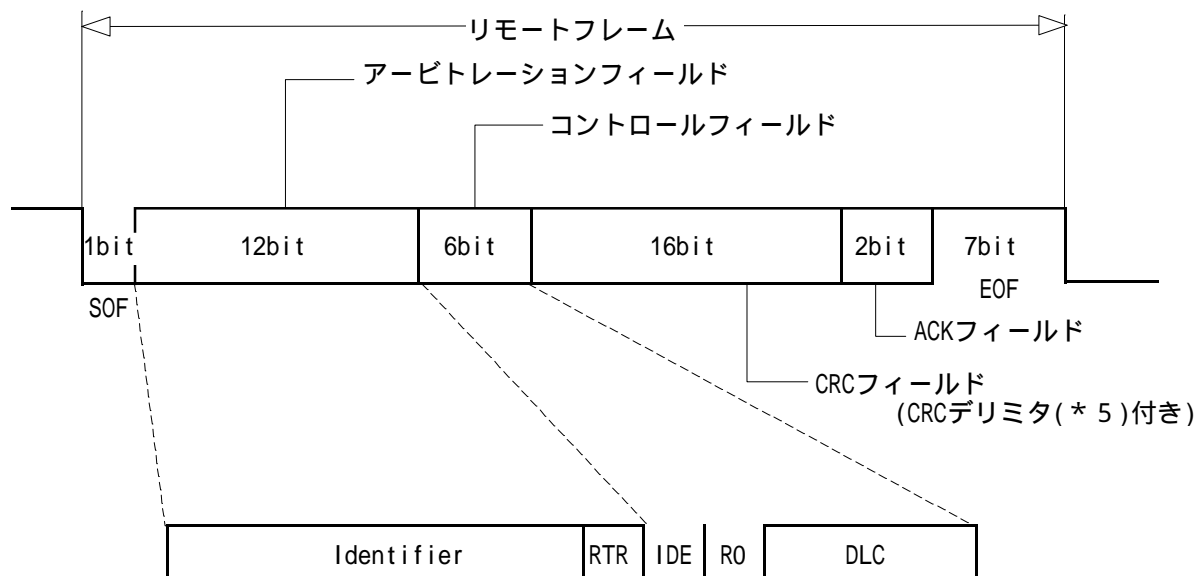 リモートフレーム
アービトレーションフィールド
コントロールフィールド
1bit 12bit 6bit 16bit 2bit 7bit
SOF EOF
ACKフィールド
CRCフィールド
(CRCデリミタ(*5)付き)
Identifier RTR IDE R0 DLC